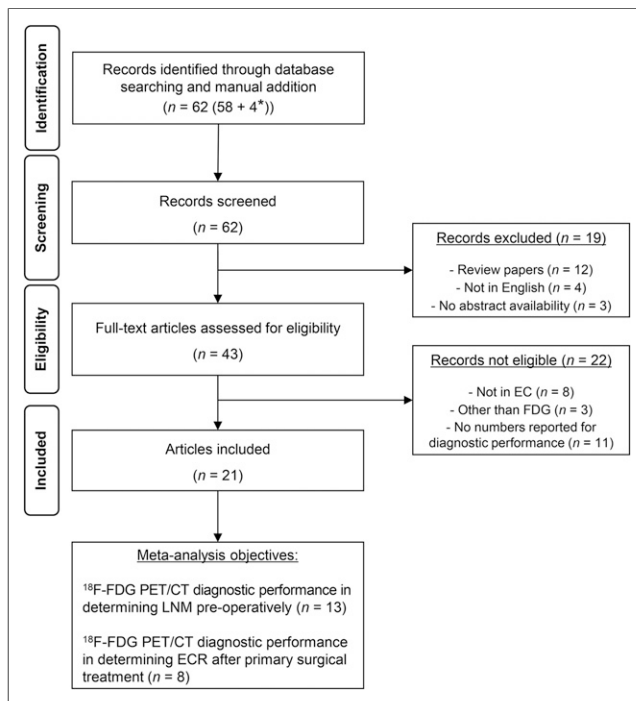 Identification
Records identified through database
searching and manual addition
(n = 62 (58 + 4*))
Screening
Records screened
(n = 62)
Records excluded (n = 19)
- Review papers (n = 12)
- Not in English (n = 4)
- No abstract availability (n = 3)
Eligibility
Full-text articles assessed for eligibility
(n = 43)
Records not eligible (n = 22)
- Not in EC (n = 8)
- Other than FDG (n = 3)
- No numbers reported for
diagnostic performance (n = 11)
Included
Articles included
(n = 21)
Meta-analysis objectives:
¹⁸F-FDG PET/CT diagnostic performance in
determining LNM pre-operatively (n = 13)
¹⁸F-FDG PET/CT diagnostic performance
in determining ECR after primary surgical
treatment (n = 8)